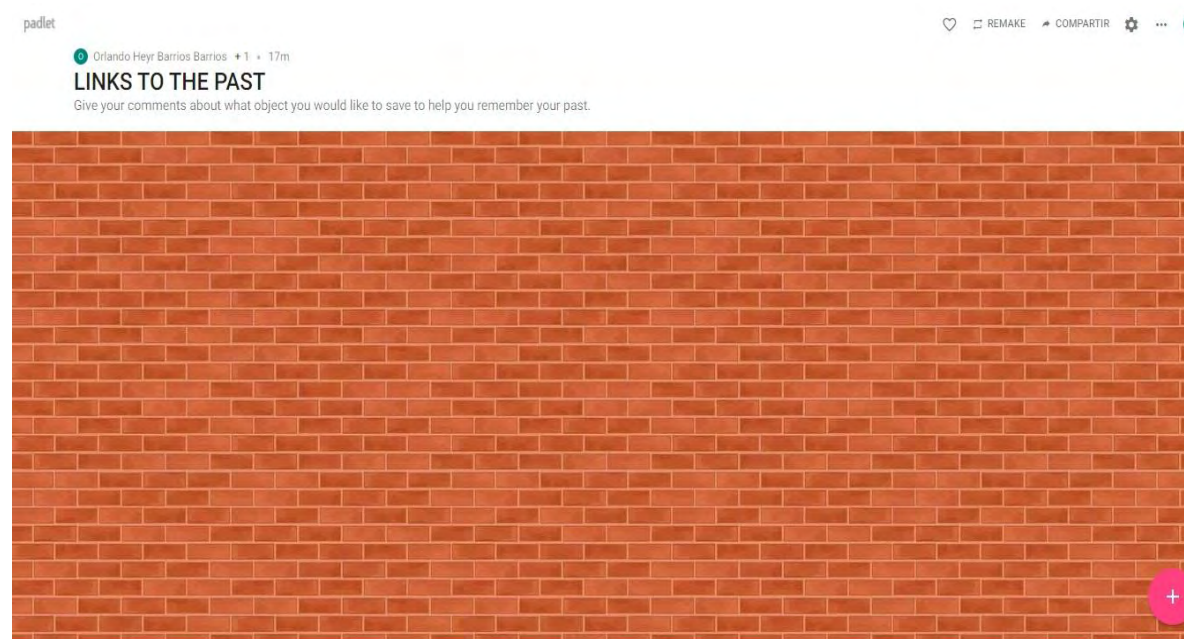 padlet
REMAKE COMPARTIR
O Orlando Heyr Barrios Barrios + 1 • 17m
LINKS TO THE PAST
Give your comments about what object you would like to save to help you remember your past.